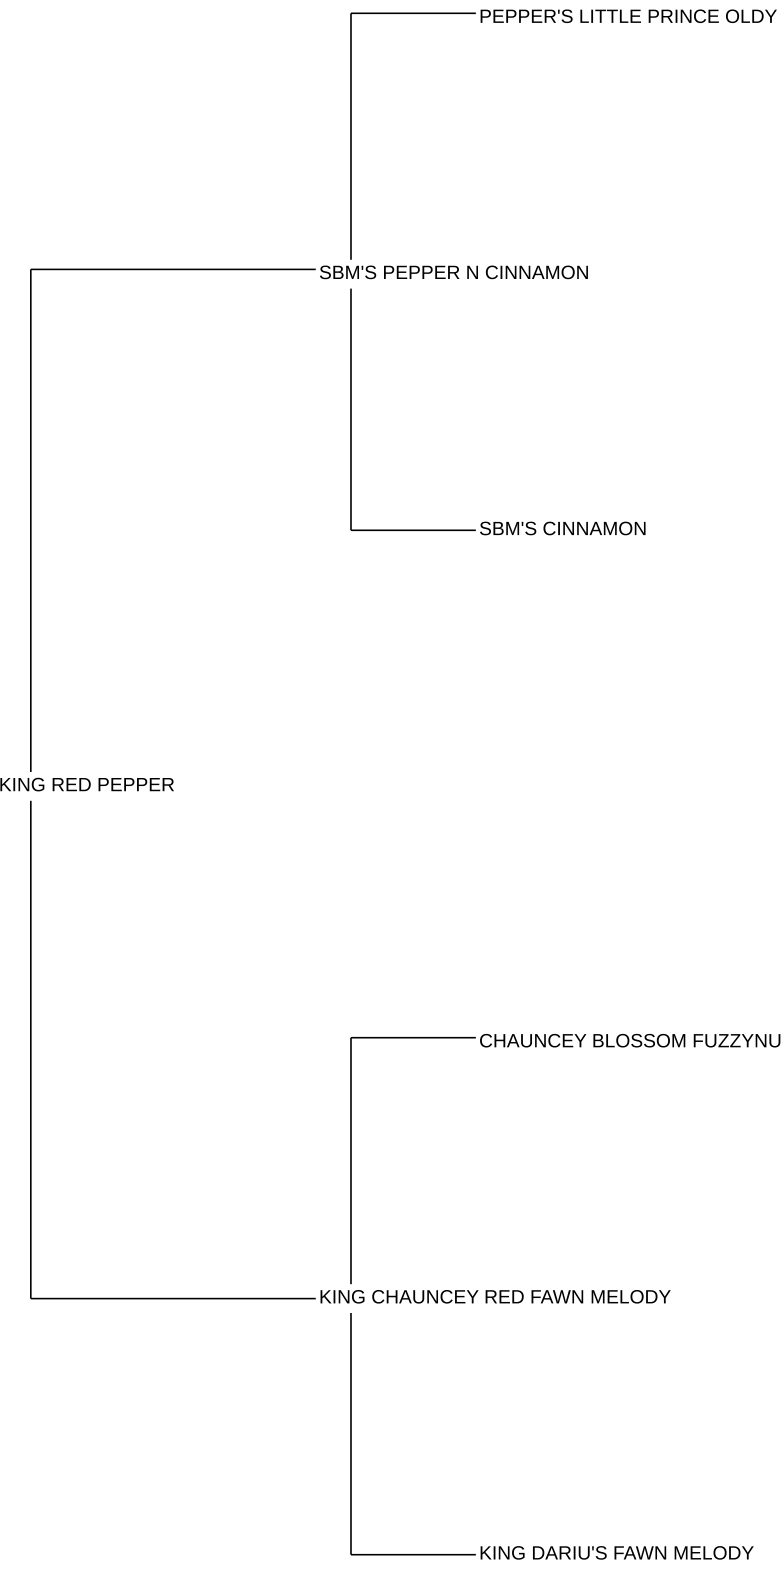 PEPPER'S LITTLE PRINCE OLDY
SBM'S PEPPER N CINNAMON
SBM'S CINNAMON
KING RED PEPPER
CHAUNCEY BLOSSOM FUZZYNU
KING CHAUNCEY RED FAWN MELODY
KING DARIU'S FAWN MELODY